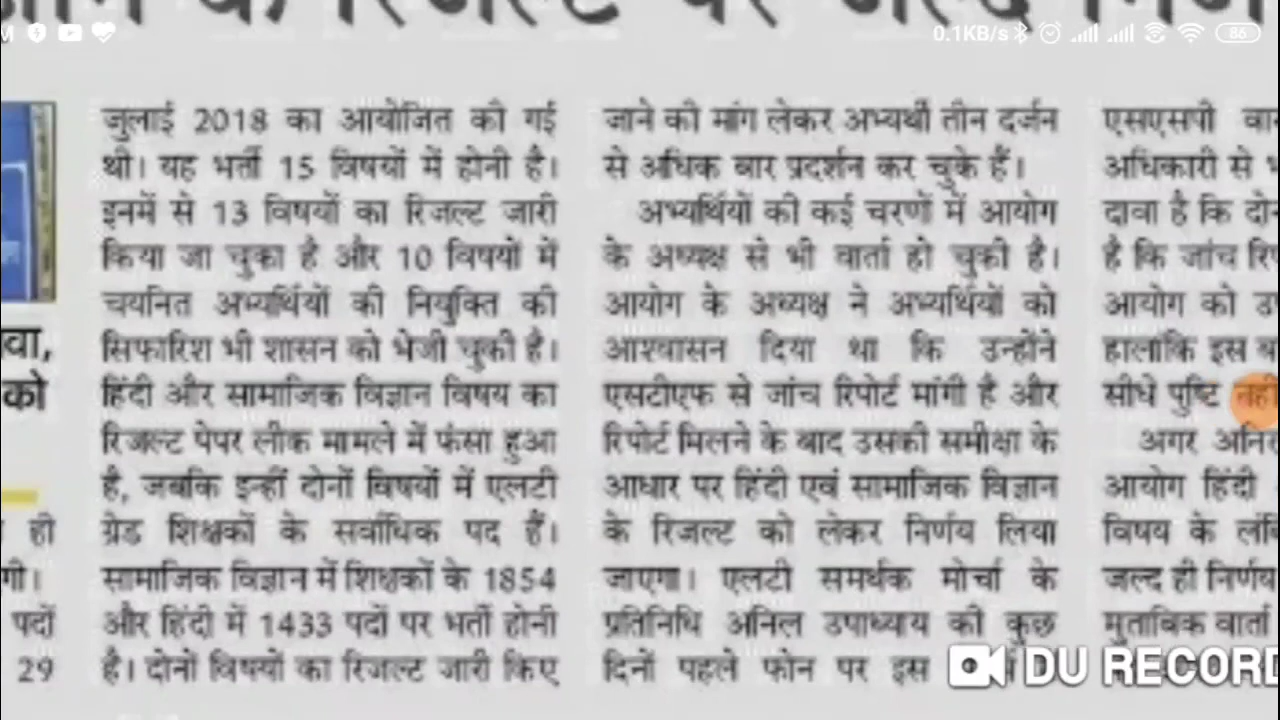 0.1KB/s 86
जुलाई 2018 का आयोजित की गई
थी। यह भर्ती 15 विषयों में होनी है।
इनमें से 13 विषयों का रिजल्ट जारी
किया जा चुका है और 10 विषयों में
चयनित अभ्यर्थियों की नियुक्ति की
सिफारिश भी शासन को भेजी चुकी है।
हिंदी और सामाजिक विज्ञान विषय का
रिजल्ट पेपर लीक मामले में फंसा हुआ
है, जबकि इन्हीं दोनों विषयों में एलटी
ग्रेड शिक्षकों के सर्वाधिक पद हैं।
सामाजिक विज्ञान में शिक्षकों के 1854
और हिंदी में 1433 पदों पर भर्ती होनी
है। दोनों विषयों का रिजल्ट जारी किए
जाने की मांग लेकर अभ्यर्थी तीन दर्जन
से अधिक बार प्रदर्शन कर चुके हैं।
अभ्यर्थियों की कई चरणों में आयोग
के अध्यक्ष से भी वार्ता हो चुकी है।
आयोग के अध्यक्ष ने अभ्यर्थियों को
आश्वासन दिया था कि उन्होंने
एसटीएफ से जांच रिपोर्ट मांगी है और
रिपोर्ट मिलने के बाद उसकी समीक्षा के
आधार पर हिंदी एवं सामाजिक विज्ञान
के रिजल्ट को लेकर निर्णय लिया
जाएगा। एलटी समर्थक मोर्चा के
प्रतिनिधि अनिल उपाध्याय की कुछ
दिनों पहले फोन पर इस
एसएसपी
अधिकारी से
दावा है कि
है कि जांच
आयोग को
हालांकि इस
सीधे पुष्टि
अगर
आयोग हिंदी
विषय के
जल्द ही निर्णय
मुताबिक वार्ता
को
ही
पदों
29
DU RECORD